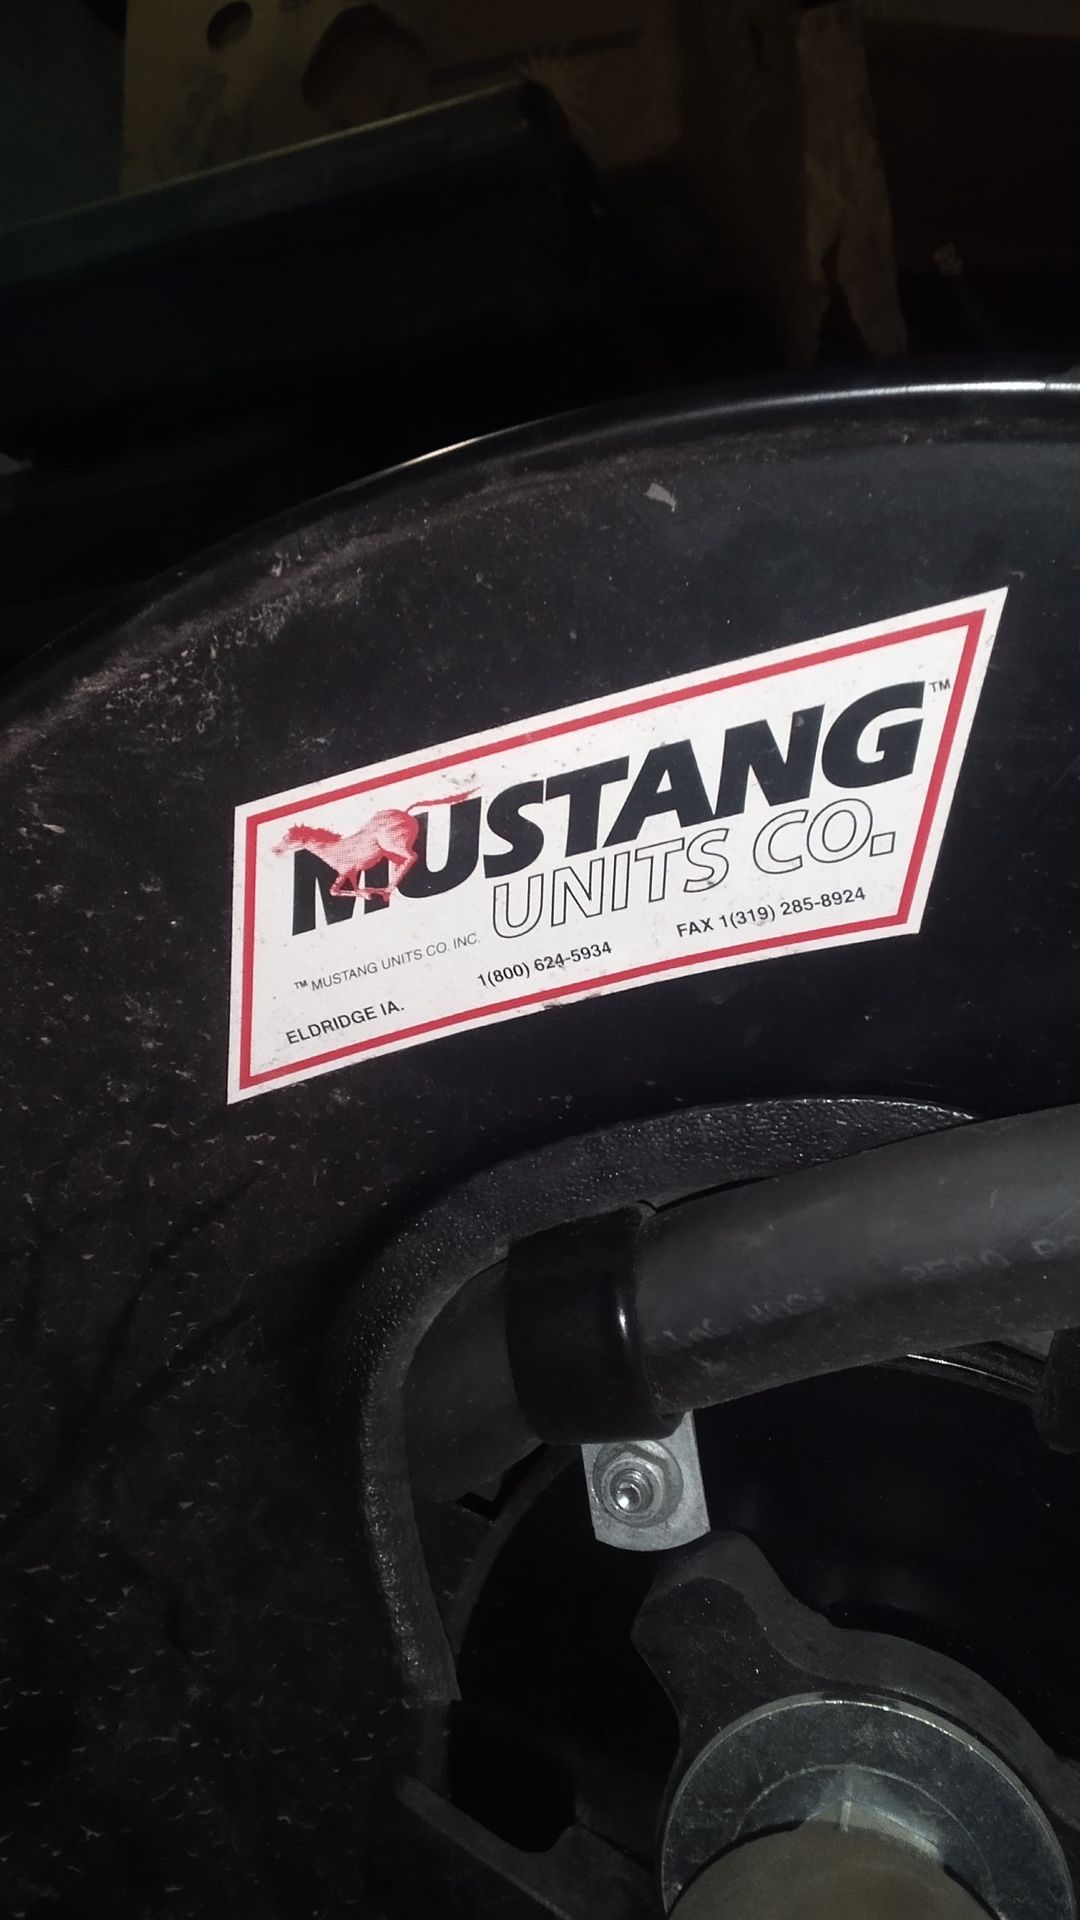 MUSTANG™
UNITS CO.
™ MUSTANG UNITS CO. INC.
ELDRIDGE IA. 1(800) 624-5934 FAX 1(319) 285-8924